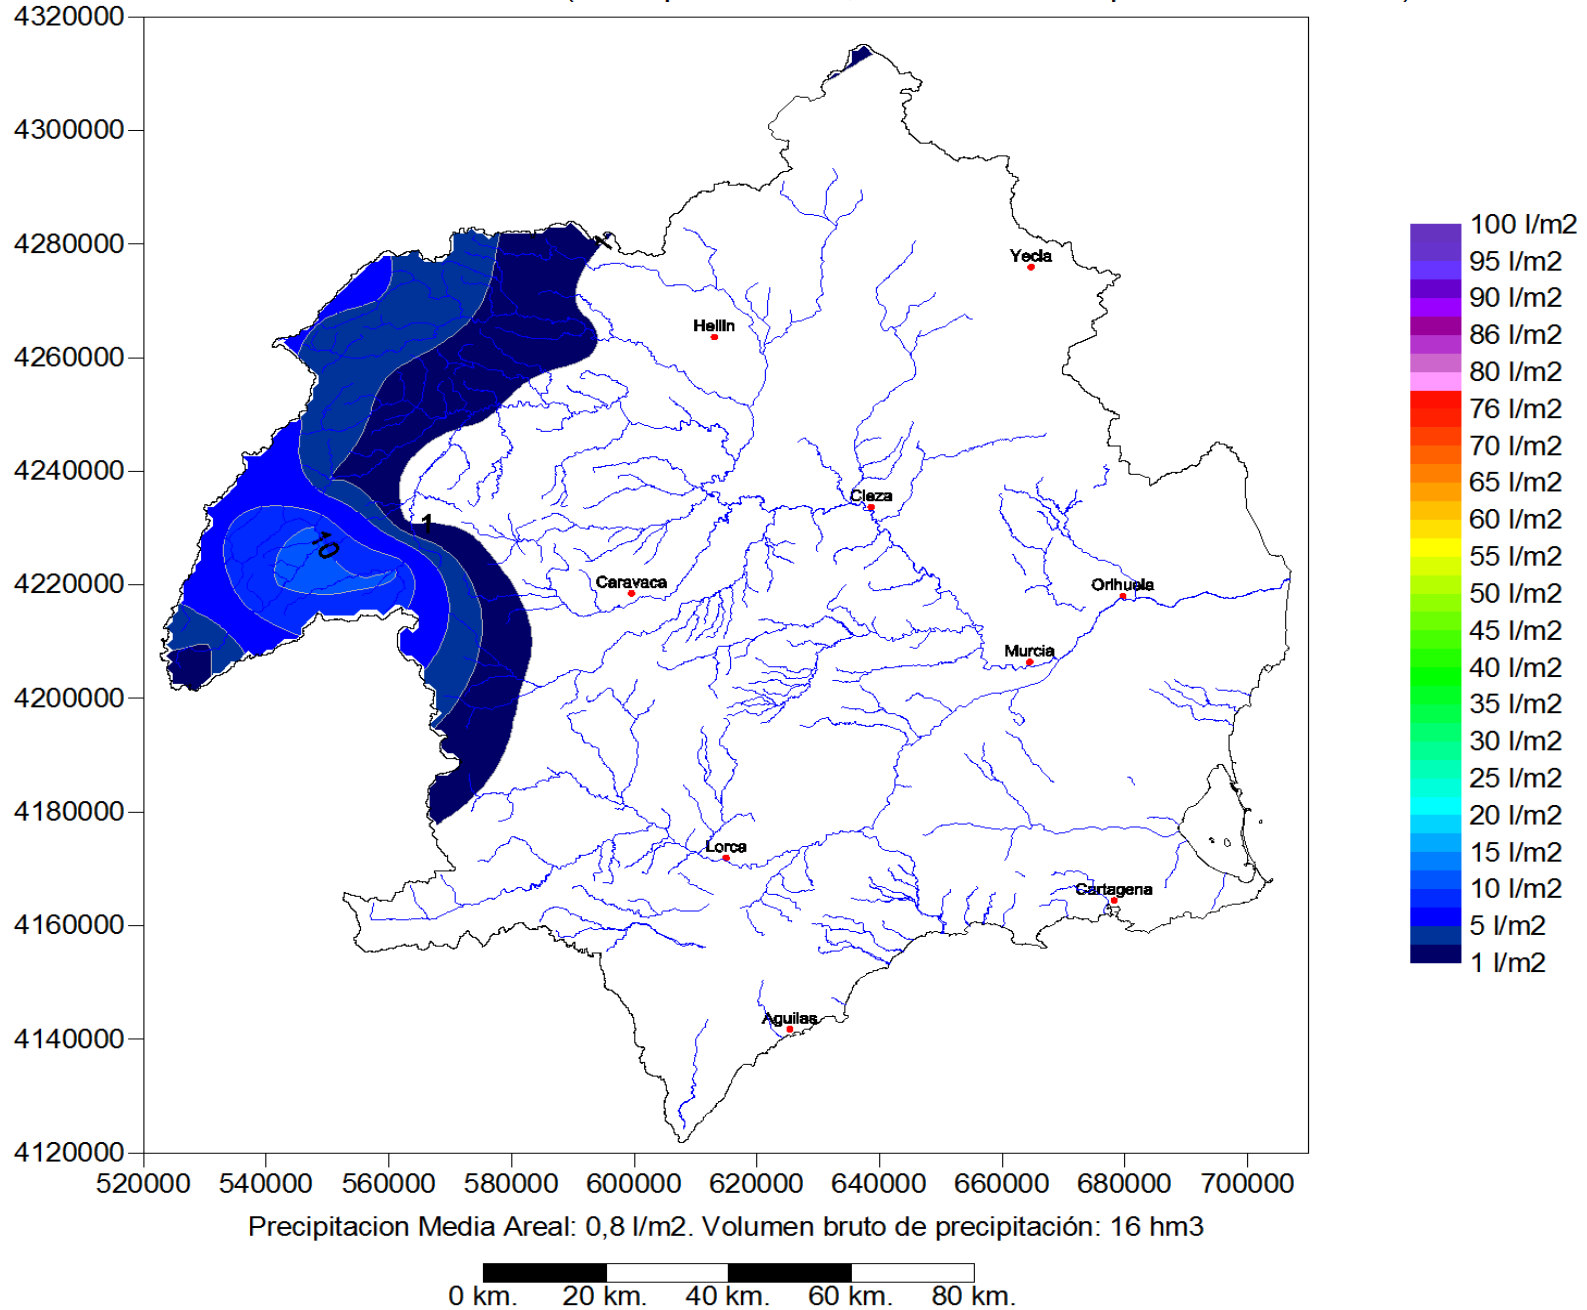 4320000
4300000
4280000
4260000
4240000
4220000
4200000
4180000
4160000
4140000
4120000
520000 540000 560000 580000 600000 620000 640000 660000 680000 700000
1
1
10
Yecla
Hellin
Cieza
Caravaca
Orihuela
Murcia
Lorca
Cartagena
Aguilas
100 l/m2
95 l/m2
90 l/m2
86 l/m2
80 l/m2
76 l/m2
70 l/m2
65 l/m2
60 l/m2
55 l/m2
50 l/m2
45 l/m2
40 l/m2
35 l/m2
30 l/m2
25 l/m2
20 l/m2
15 l/m2
10 l/m2
5 l/m2
1 l/m2
Precipitacion Media Areal: 0,8 l/m2. Volumen bruto de precipitación: 16 hm3
0 km. 20 km. 40 km. 60 km. 80 km.